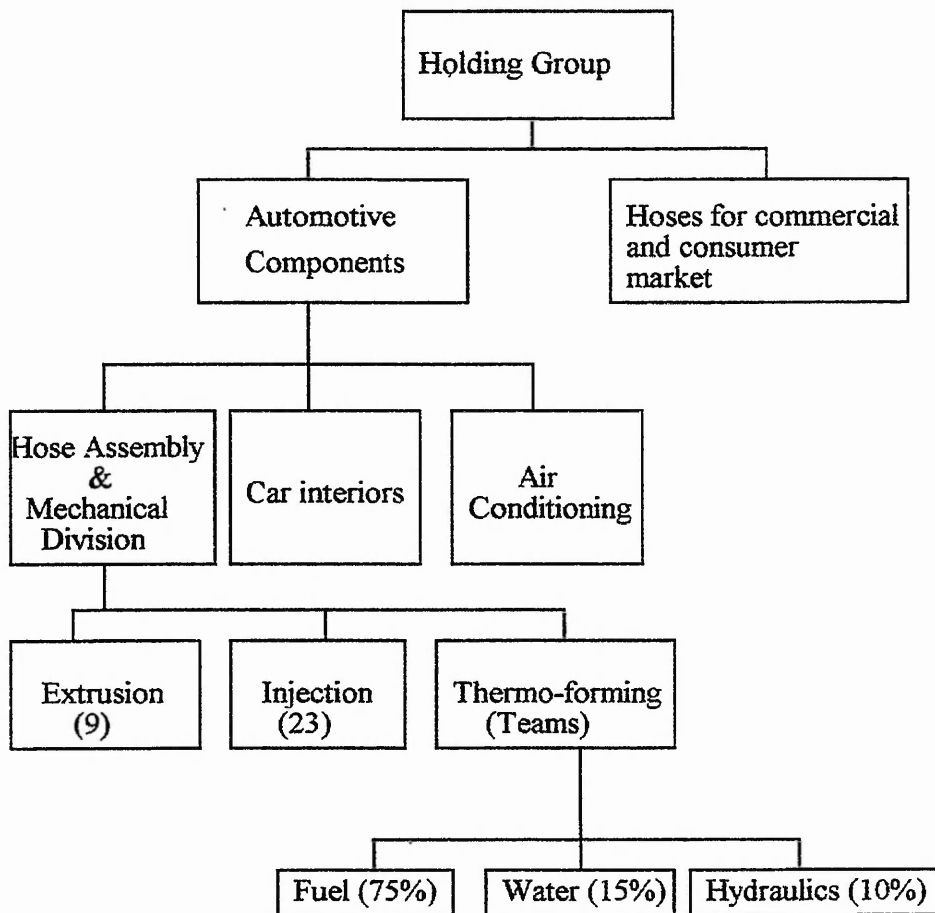 Holding Group
Automotive
Components
Hoses for commercial
and consumer
market
Hose Assembly
&
Mechanical
Division
Car interiors
Air
Conditioning
Extrusion
(9)
Injection
(23)
Thermo-forming
(Teams)
Fuel (75%)
Water (15%)
Hydraulics (10%)